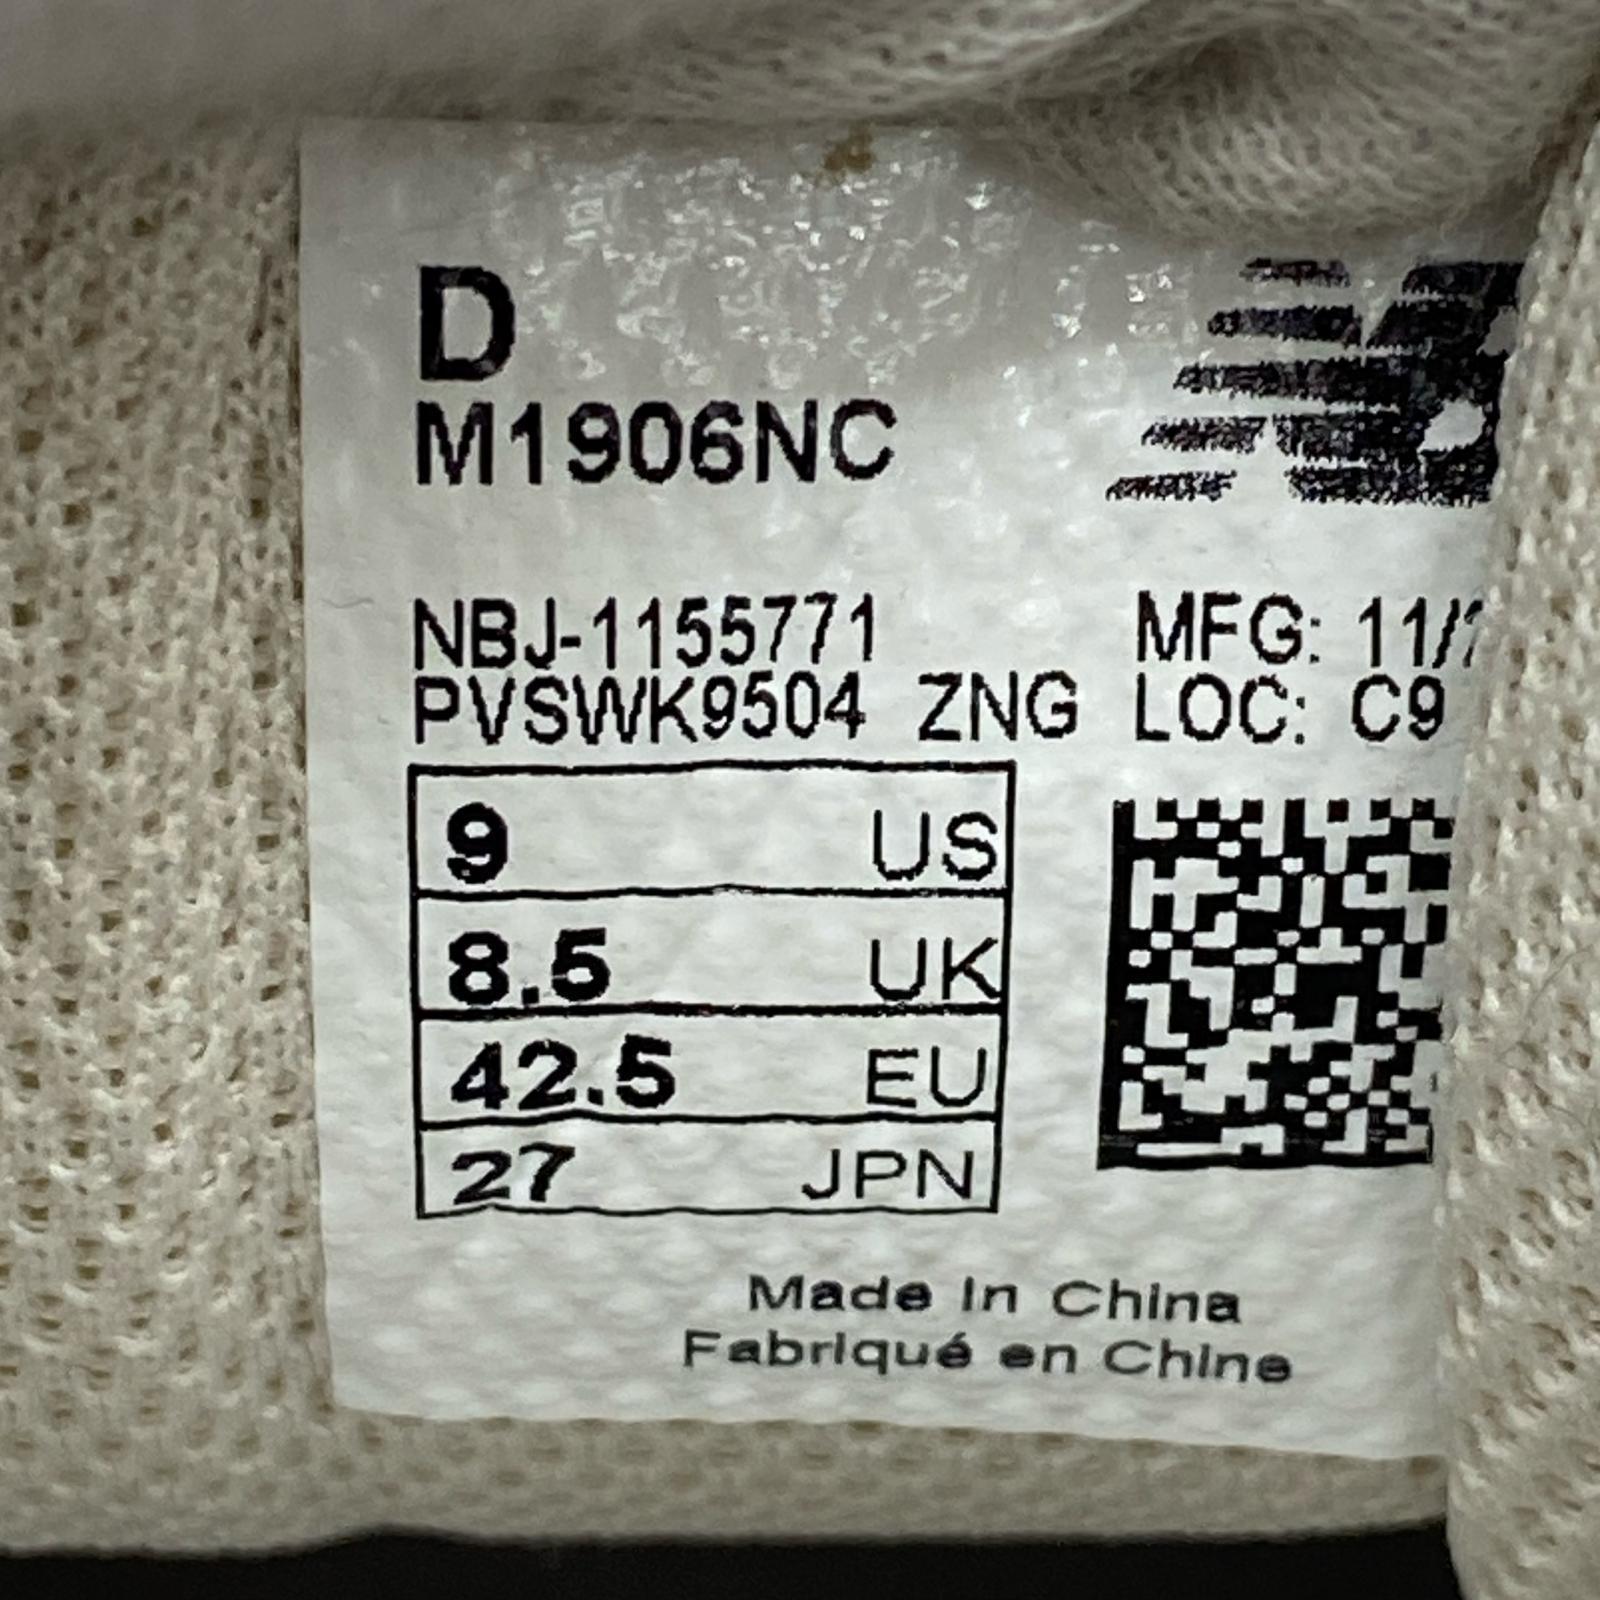 D
M1906NC
NBJ-1155771 MFG: 11/
PVSWK9504 ZNG LOC: C9
9 US
8.5 UK
42.5 EU
27 JPN
Made In China
Fabriqué en Chine